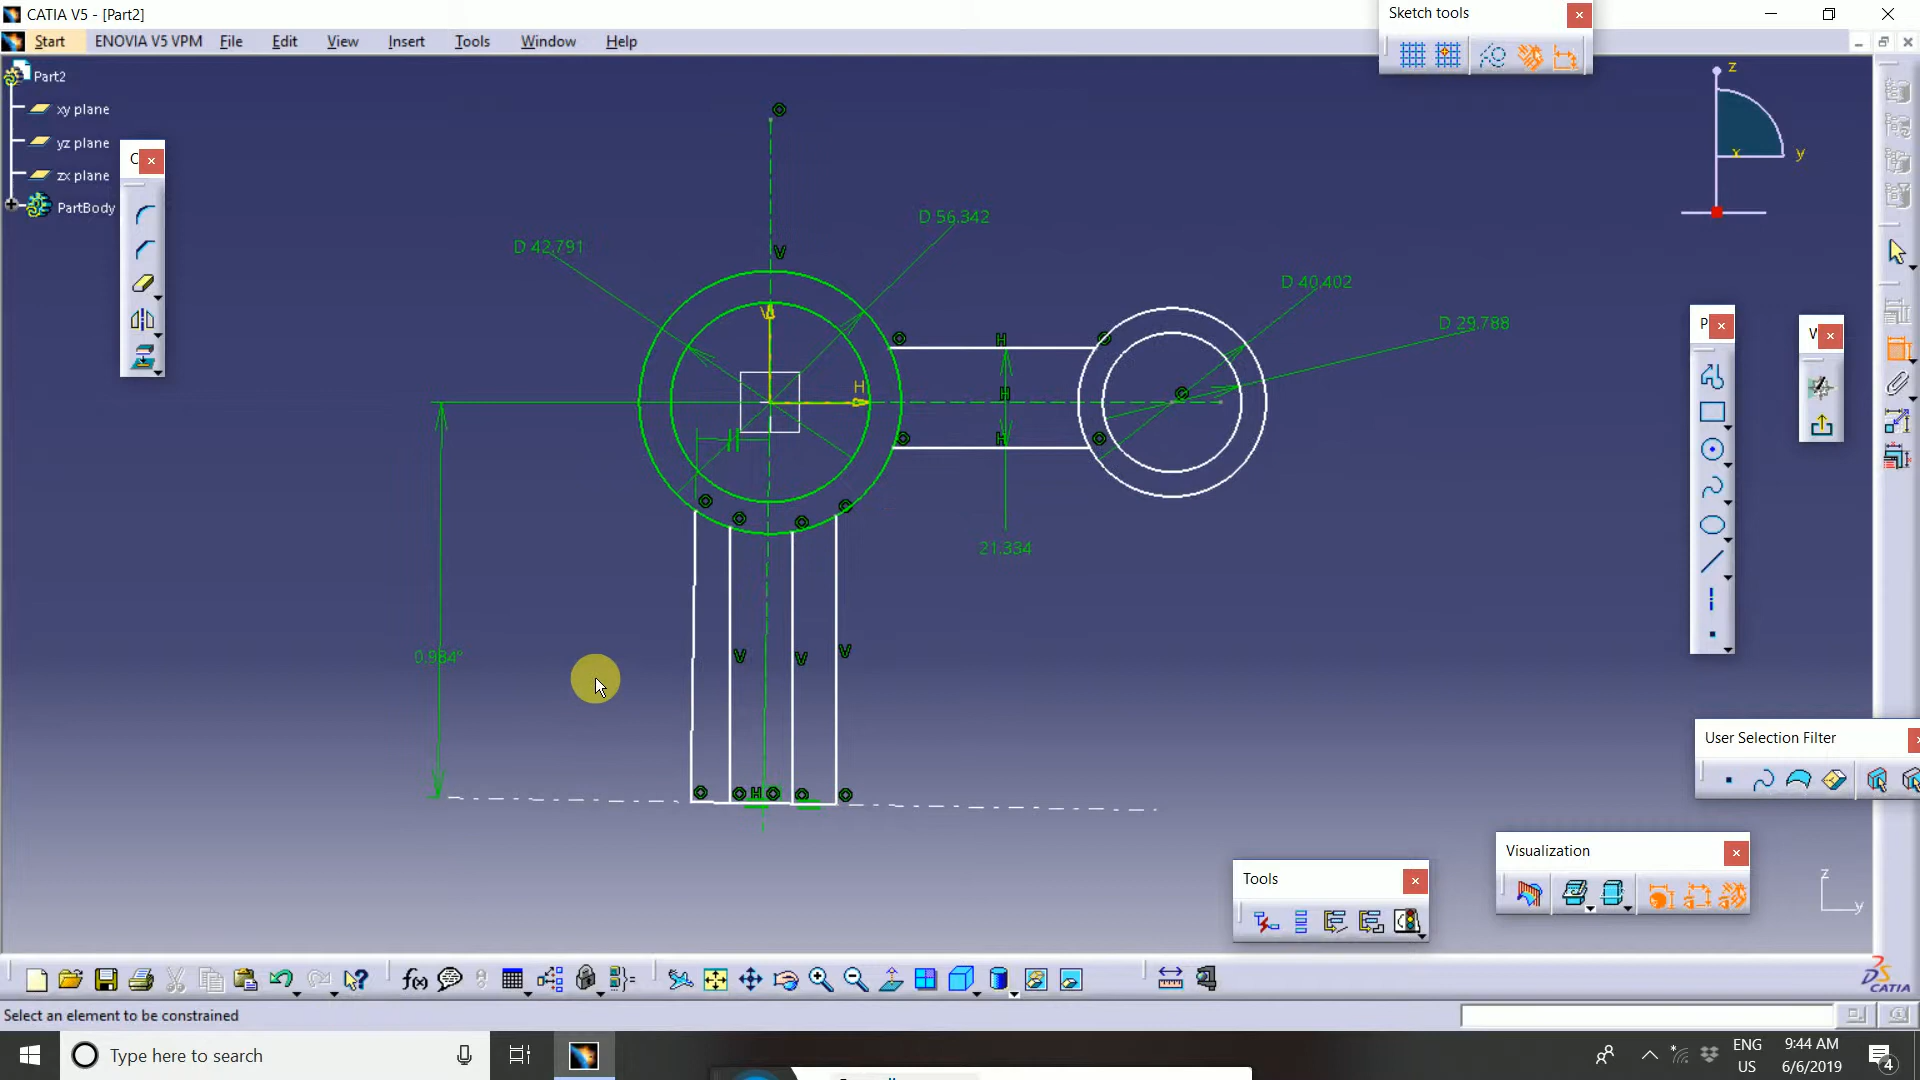 CATIA V5 - [Part2]
Start ENOVIA V5 VPM File Edit View Insert Tools Window Help
Sketch tools
Part2
xy plane
yz plane
zx plane
PartBody
z
x
y
D 42.791
D 56.342
D 40.402
D 29.788
V
V
H
H
H
H
21.334
0.984°
V
V
V
H
P
W
User Selection Filter
Visualization
Tools
z
y
f(x)
CATIA
Select an element to be constrained
Type here to search
ENG
US
9:44 AM
6/6/2019
4